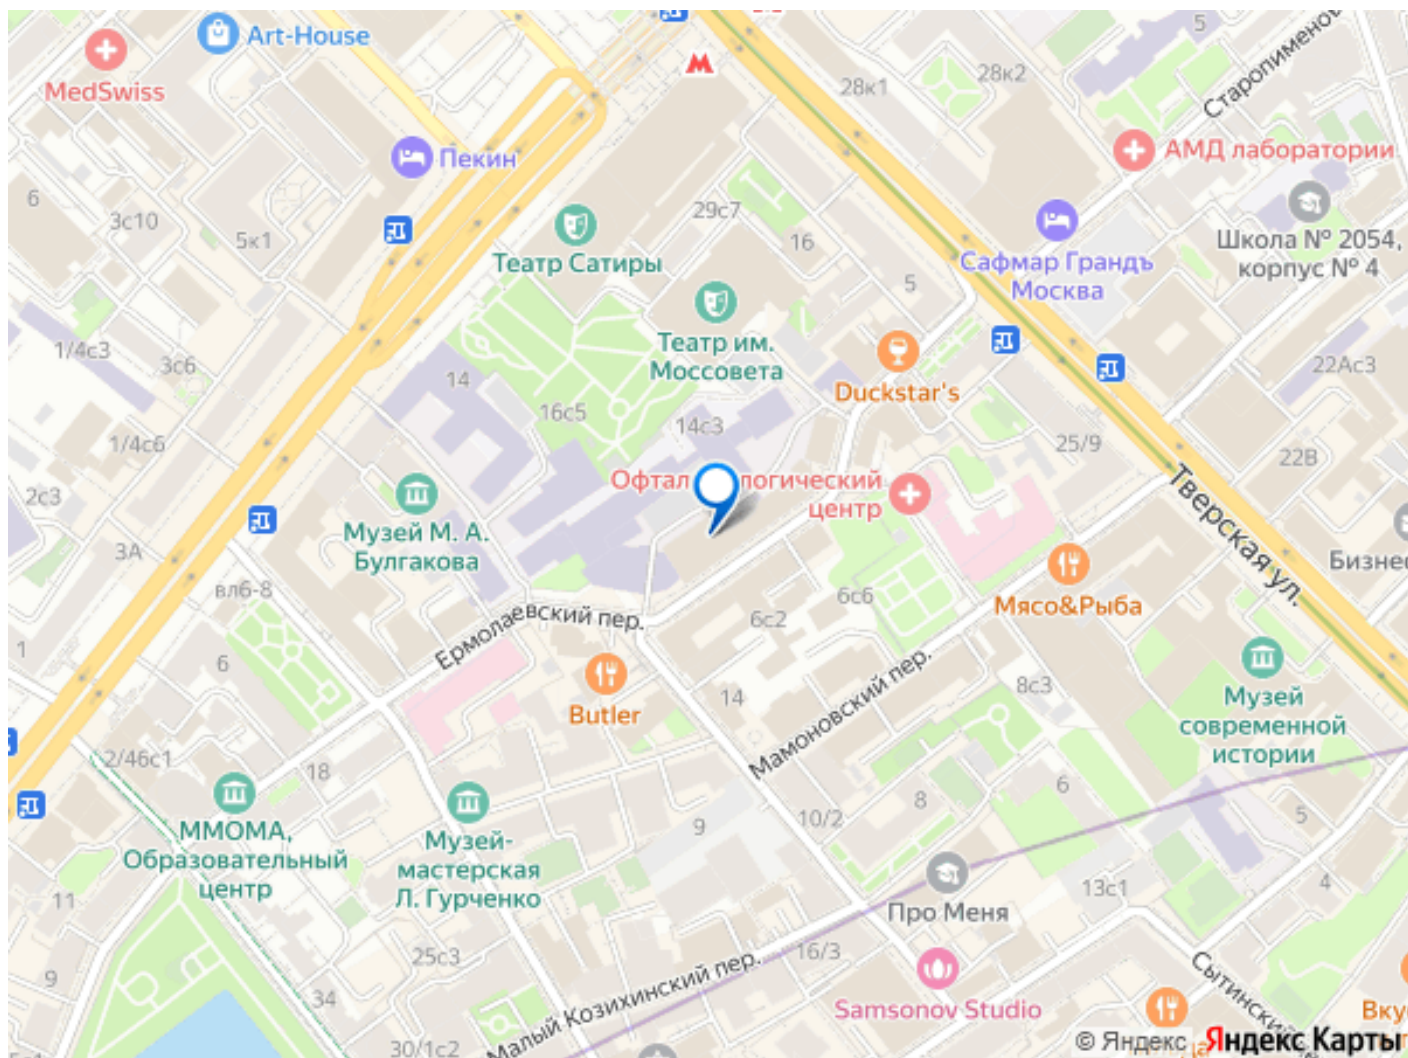 Art-House
MedSwiss
5
28к1
28к2
Старопименов
АМД лаборатории
Пекин
6
3с10
5к1
29с7
16
Школа № 2054,
корпус № 4
Театр Сатиры
Сафмар Грандъ
Москва
5
Театр им.
Моссовета
1/4с3
3с6
14
22Ас3
Duckstar's
16с5
14с3
1/4с6
25/9
22В
2с3
Музей М. А.
Булгакова
центр
Тверская ул.
3А
вл6-8
Бизнес
Мясо&Рыба
6с6
6с2
Ермолаевский пер.
1
6
Butler
14
Мамоновский пер.
8с3
Музей
современной
истории
2/46с1
18
6
8
10/2
9
5
ММОМА,
Образовательный
центр
Музей-
мастерская
Л. Гурченко
11
Про Меня
13с1
4
25с3
16/3
9
34
Малый Козихинский пер.
Samsonov Studio
Сытинский
Вку
30/1с2
© Яндекс Яндекс Карты